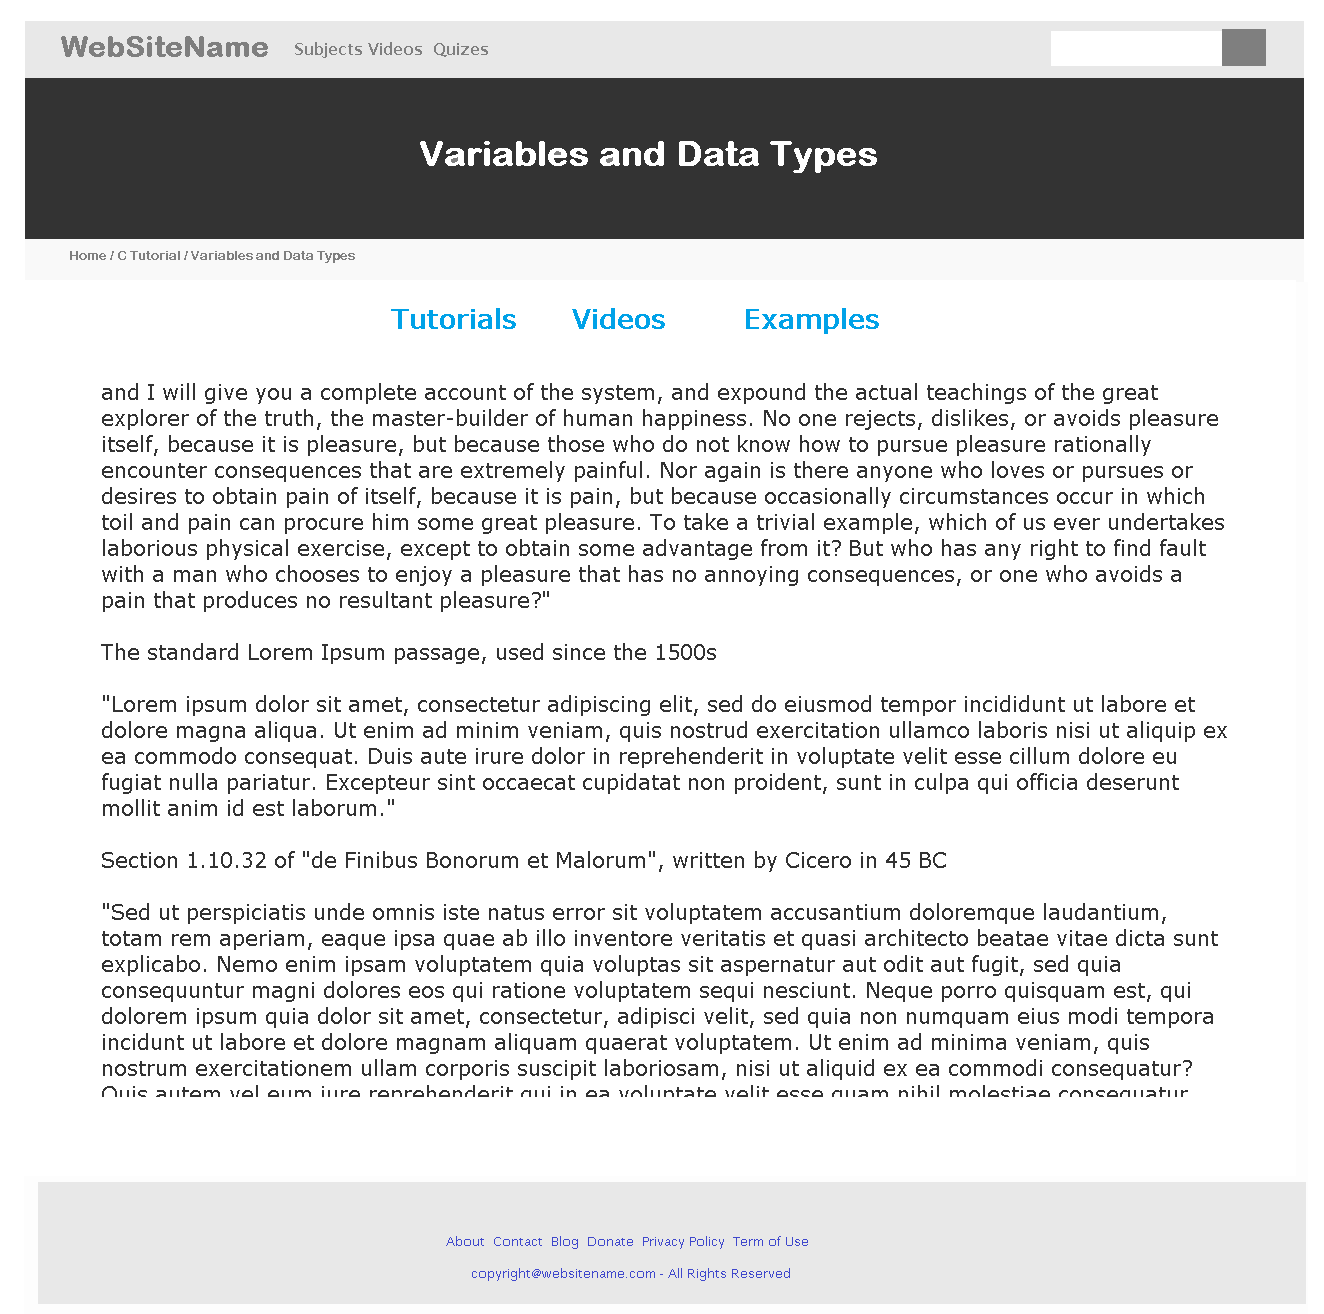 WebSiteName Subjects Videos Quizes
Variables and Data Types
Home / C Tutorial / Variables and Data Types
Tutorials Videos Examples
and I will give you a complete account of the system, and expound the actual teachings of the great
explorer of the truth, the master-builder of human happiness. No one rejects, dislikes, or avoids pleasure
itself, because it is pleasure, but because those who do not know how to pursue pleasure rationally
encounter consequences that are extremely painful. Nor again is there anyone who loves or pursues or
desires to obtain pain of itself, because it is pain, but because occasionally circumstances occur in which
toil and pain can procure him some great pleasure. To take a trivial example, which of us ever undertakes
laborious physical exercise, except to obtain some advantage from it? But who has any right to find fault
with a man who chooses to enjoy a pleasure that has no annoying consequences, or one who avoids a
pain that produces no resultant pleasure?"
The standard Lorem Ipsum passage, used since the 1500s
"Lorem ipsum dolor sit amet, consectetur adipiscing elit, sed do eiusmod tempor incididunt ut labore et
dolore magna aliqua. Ut enim ad minim veniam, quis nostrud exercitation ullamco laboris nisi ut aliquip ex
ea commodo consequat. Duis aute irure dolor in reprehenderit in voluptate velit esse cillum dolore eu
fugiat nulla pariatur. Excepteur sint occaecat cupidatat non proident, sunt in culpa qui officia deserunt
mollit anim id est laborum."
Section 1.10.32 of "de Finibus Bonorum et Malorum", written by Cicero in 45 BC
"Sed ut perspiciatis unde omnis iste natus error sit voluptatem accusantium doloremque laudantium,
totam rem aperiam, eaque ipsa quae ab illo inventore veritatis et quasi architecto beatae vitae dicta sunt
explicabo. Nemo enim ipsam voluptatem quia voluptas sit aspernatur aut odit aut fugit, sed quia
consequuntur magni dolores eos qui ratione voluptatem sequi nesciunt. Neque porro quisquam est, qui
dolorem ipsum quia dolor sit amet, consectetur, adipisci velit, sed quia non numquam eius modi tempora
incidunt ut labore et dolore magnam aliquam quaerat voluptatem. Ut enim ad minima veniam, quis
nostrum exercitationem ullam corporis suscipit laboriosam, nisi ut aliquid ex ea commodi consequatur?
Quis autem vel eum iure reprehenderit qui in ea voluptate velit esse quam nihil molestiae consequatur
About Contact Blog Donate Privacy Policy Term of Use
copyright@websitename.com - All Rights Reserved